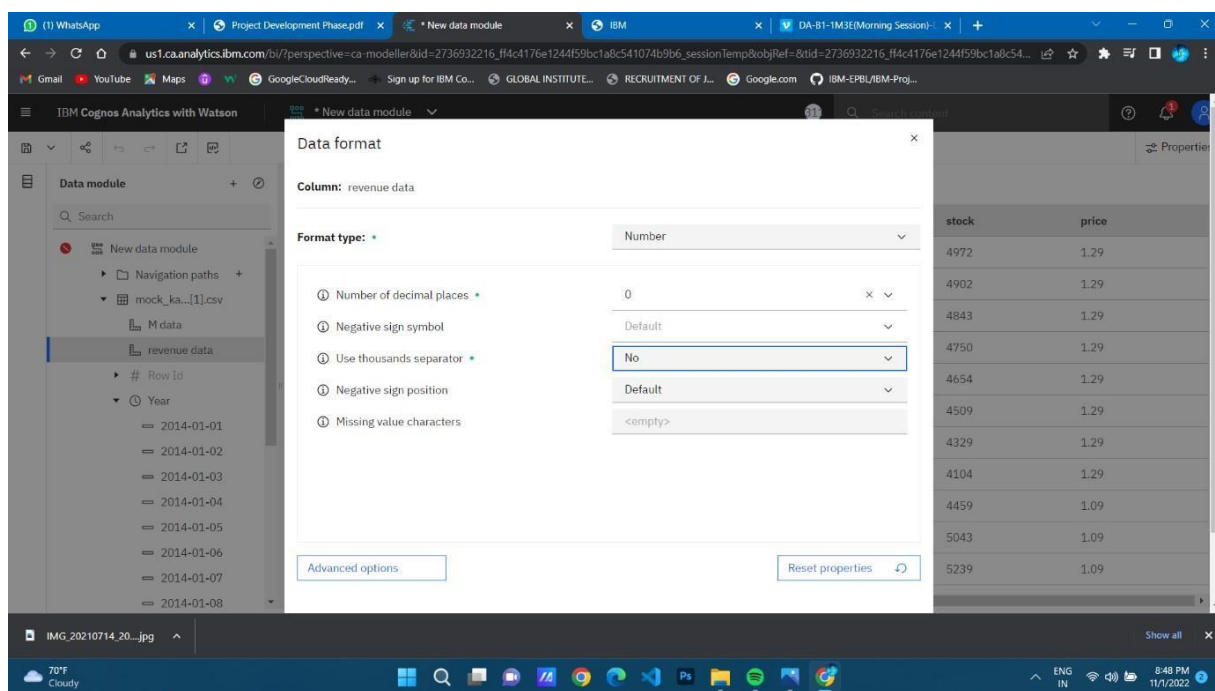 (1) WhatsApp
Project Development Phase.pdf
* New data module
IBM
DA-B1-1M3E(Morning Session)-
us1.ca.analytics.ibm.com/bi/?perspective=ca-modeller&id=2736932216_ff4c4176e1244f59bc1a8c541074b9b6_sessionTemp&objRef=&tid=2736932216_ff4c4176e1244f59bc1a8c54...
Gmail YouTube Maps GoogleCloudReady... Sign up for IBM Co... GLOBAL INSTITUTE... RECRUITMENT OF J... Google.com IBM-EPBL/IBM-Proj...
IBM Cognos Analytics with Watson
* New data module
Search content
1
Properties
Data module
Search
New data module
Navigation paths
mock_ka...[1].csv
M data
revenue data
# Row Id
Year
2014-01-01
2014-01-02
2014-01-03
2014-01-04
2014-01-05
2014-01-06
2014-01-07
2014-01-08
Data format
Column: revenue data
Format type: Number
Number of decimal places 0
Negative sign symbol Default
Use thousands separator No
Negative sign position Default
Missing value characters <empty>
Advanced options
Reset properties
stock price
4972 1.29
4902 1.29
4843 1.29
4750 1.29
4654 1.29
4509 1.29
4329 1.29
4104 1.29
4459 1.09
5043 1.09
5239 1.09
IMG_20210714_20....jpg
Show all
70°F
Cloudy
Ps
ENG
IN
8:48 PM
11/1/2022
2